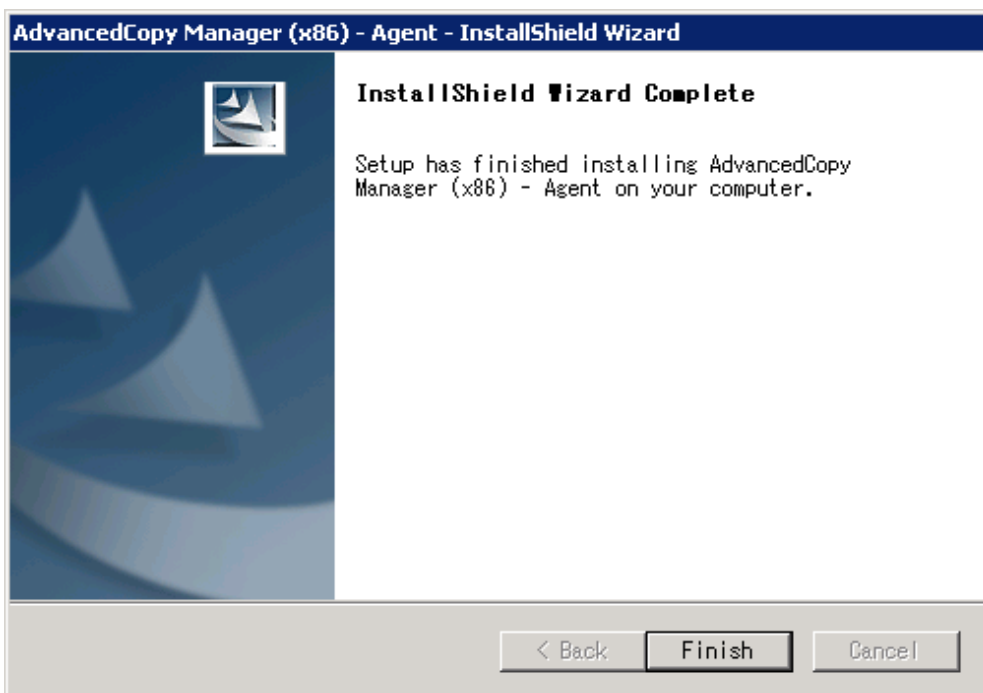 AdvancedCopy Manager (x86) - Agent - InstallShield Wizard
InstallShield Wizard Complete
Setup has finished installing AdvancedCopy
Manager (x86) - Agent on your computer.
< Back
Finish
Cancel